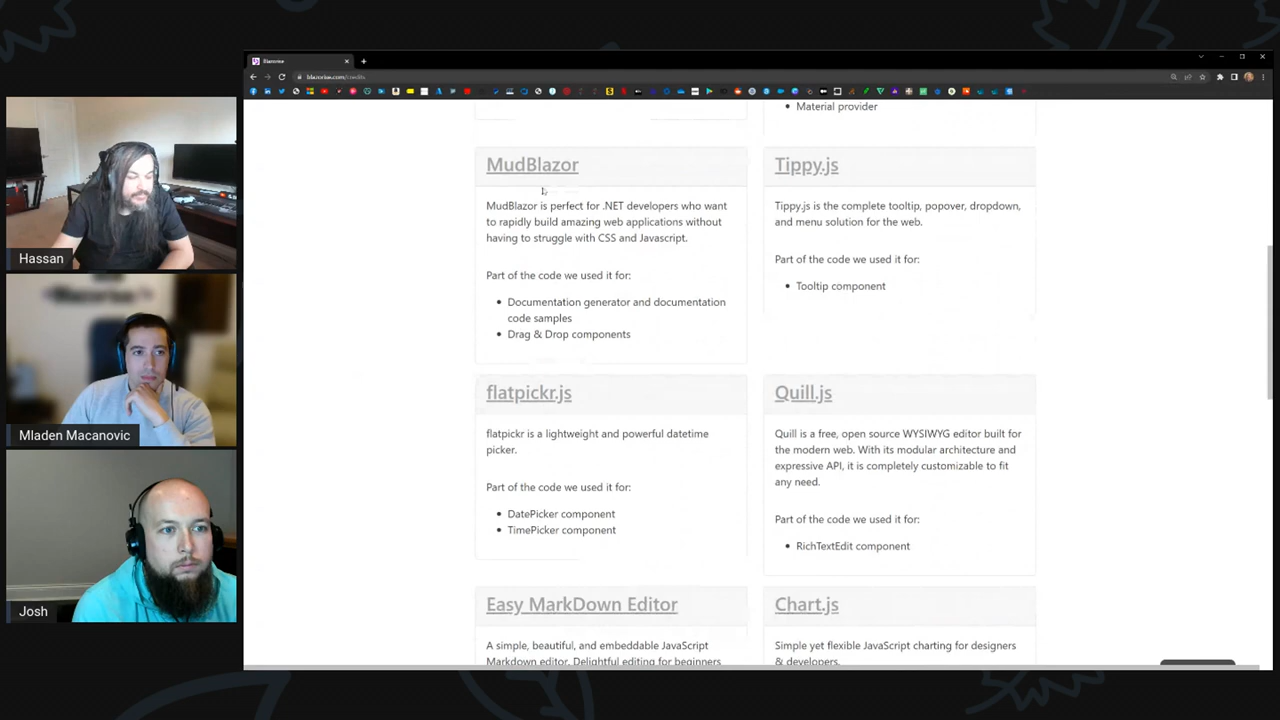 Blazorise
blazorise.com/credits
Material provider
MudBlazor
MudBlazor is perfect for .NET developers who want
to rapidly build amazing web applications without
having to struggle with CSS and Javascript.
Part of the code we used it for:
Documentation generator and documentation
code samples
Drag & Drop components
Tippy.js
Tippy.js is the complete tooltip, popover, dropdown,
and menu solution for the web.
Part of the code we used it for:
Tooltip component
flatpickr.js
flatpickr is a lightweight and powerful datetime
picker.
Part of the code we used it for:
DatePicker component
TimePicker component
Quill.js
Quill is a free, open source WYSIWYG editor built for
the modern web. With its modular architecture and
expressive API, it is completely customizable to fit
any need.
Part of the code we used it for:
RichTextEdit component
Easy MarkDown Editor
A simple, beautiful, and embeddable JavaScript
Markdown editor. Delightful editing for beginners
Chart.js
Simple yet flexible JavaScript charting for designers
& developers.
Hassan
Mladen Macanovic
Josh